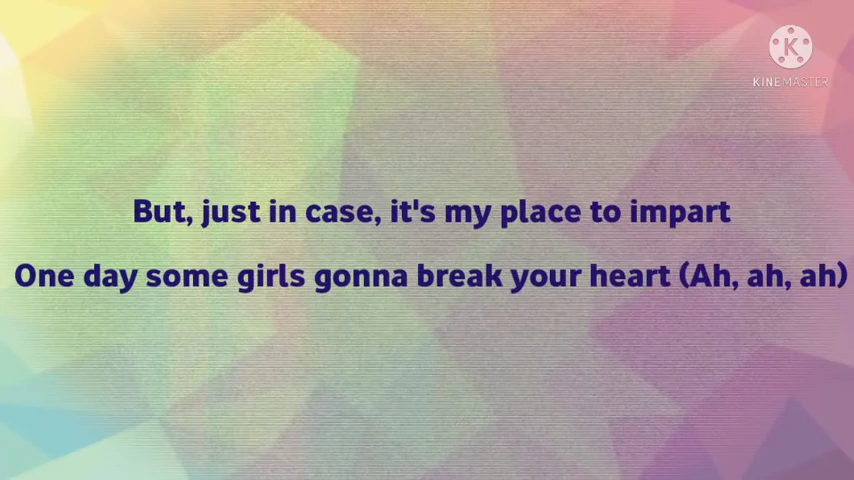 KINEMASTER
But, just in case, it's my place to impart
One day some girls gonna break your heart (Ah, ah, ah)